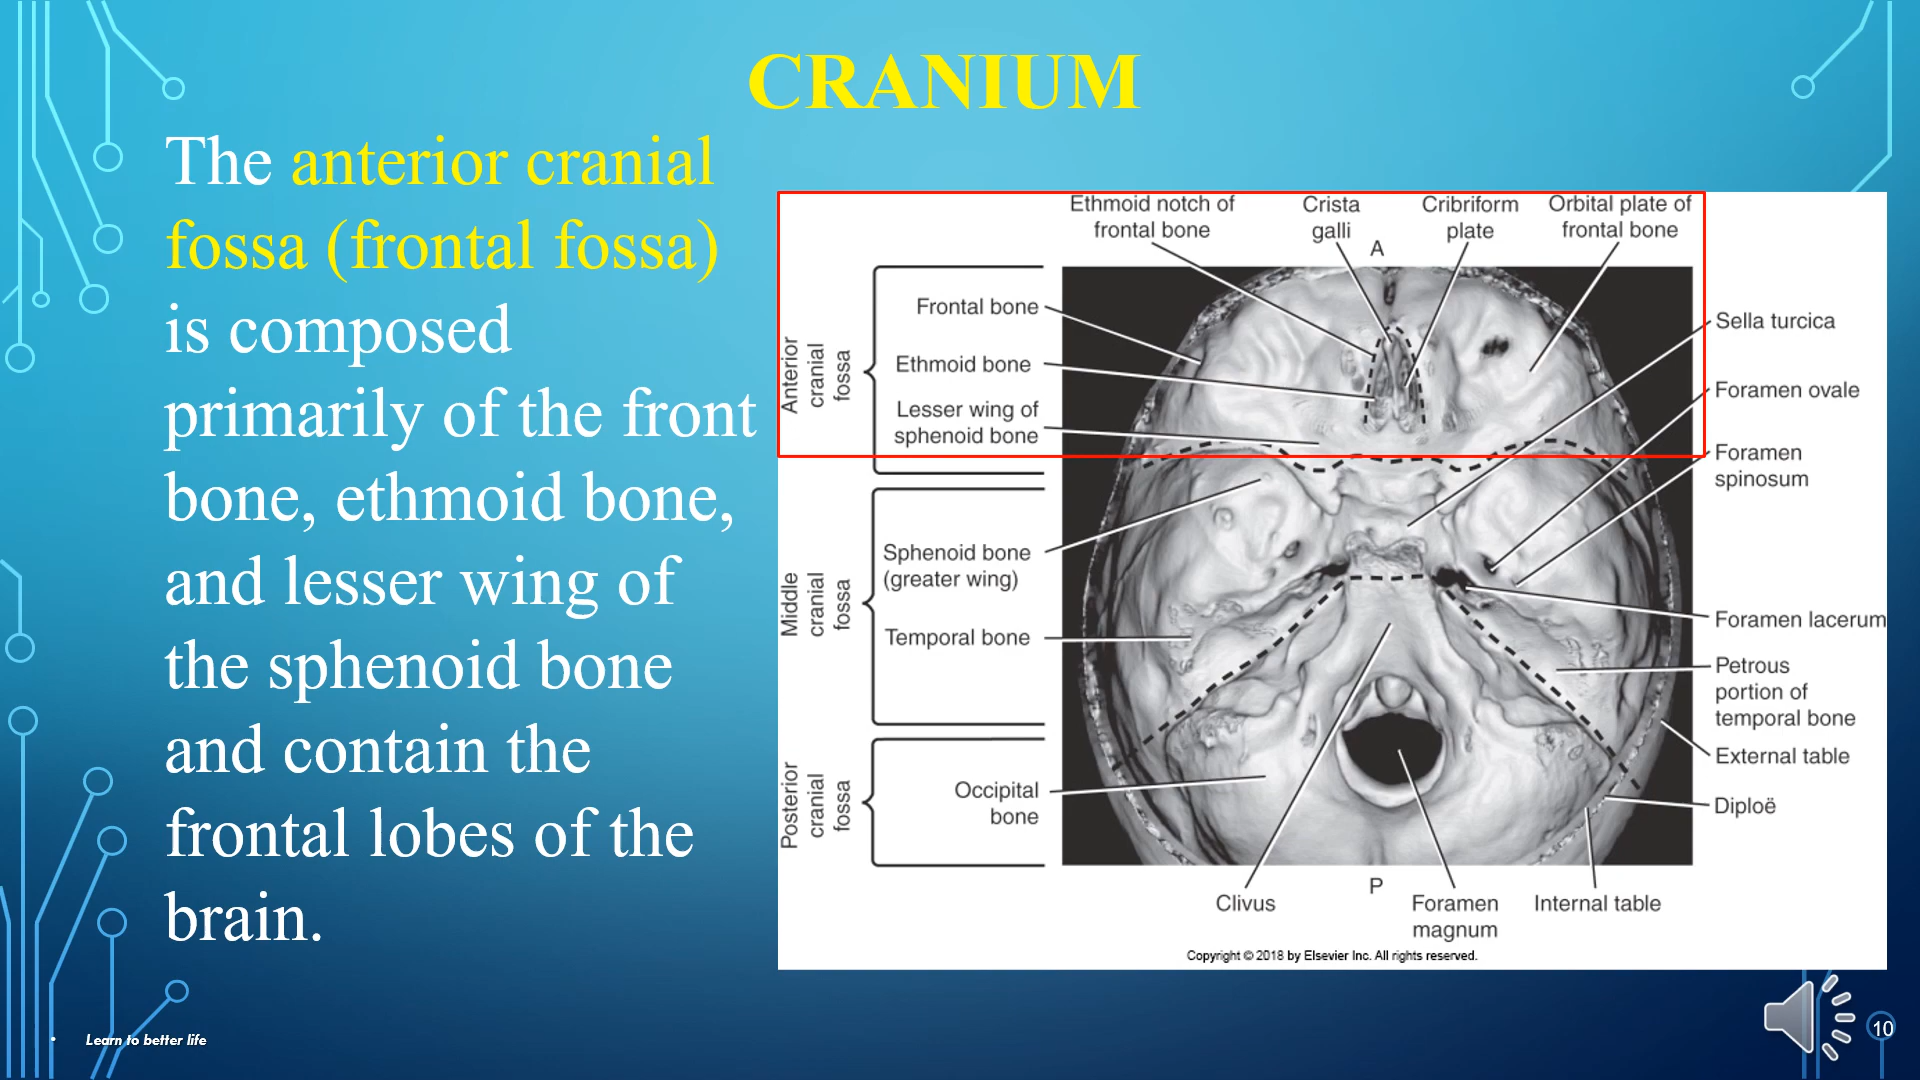 CRANIUM
The anterior cranial
fossa (frontal fossa)
is composed
primarily of the front
bone, ethmoid bone,
and lesser wing of
the sphenoid bone
and contain the
frontal lobes of the
brain.
Ethmoid notch of
frontal bone
Crista
galli
Cribriform
plate
Orbital plate of
frontal bone
A
Anterior
cranial
fossa
Frontal bone
Ethmoid bone
Lesser wing of
sphenoid bone
Middle
cranial
fossa
Sphenoid bone
(greater wing)
Temporal bone
Posterior
cranial
fossa
Occipital
bone
Sella turcica
Foramen ovale
Foramen
spinosum
Foramen lacerum
Petrous
portion of
temporal bone
External table
Diploë
Clivus
P
Foramen
magnum
Internal table
Copyright © 2018 by Elsevier Inc. All rights reserved.
• Learn to better life
10